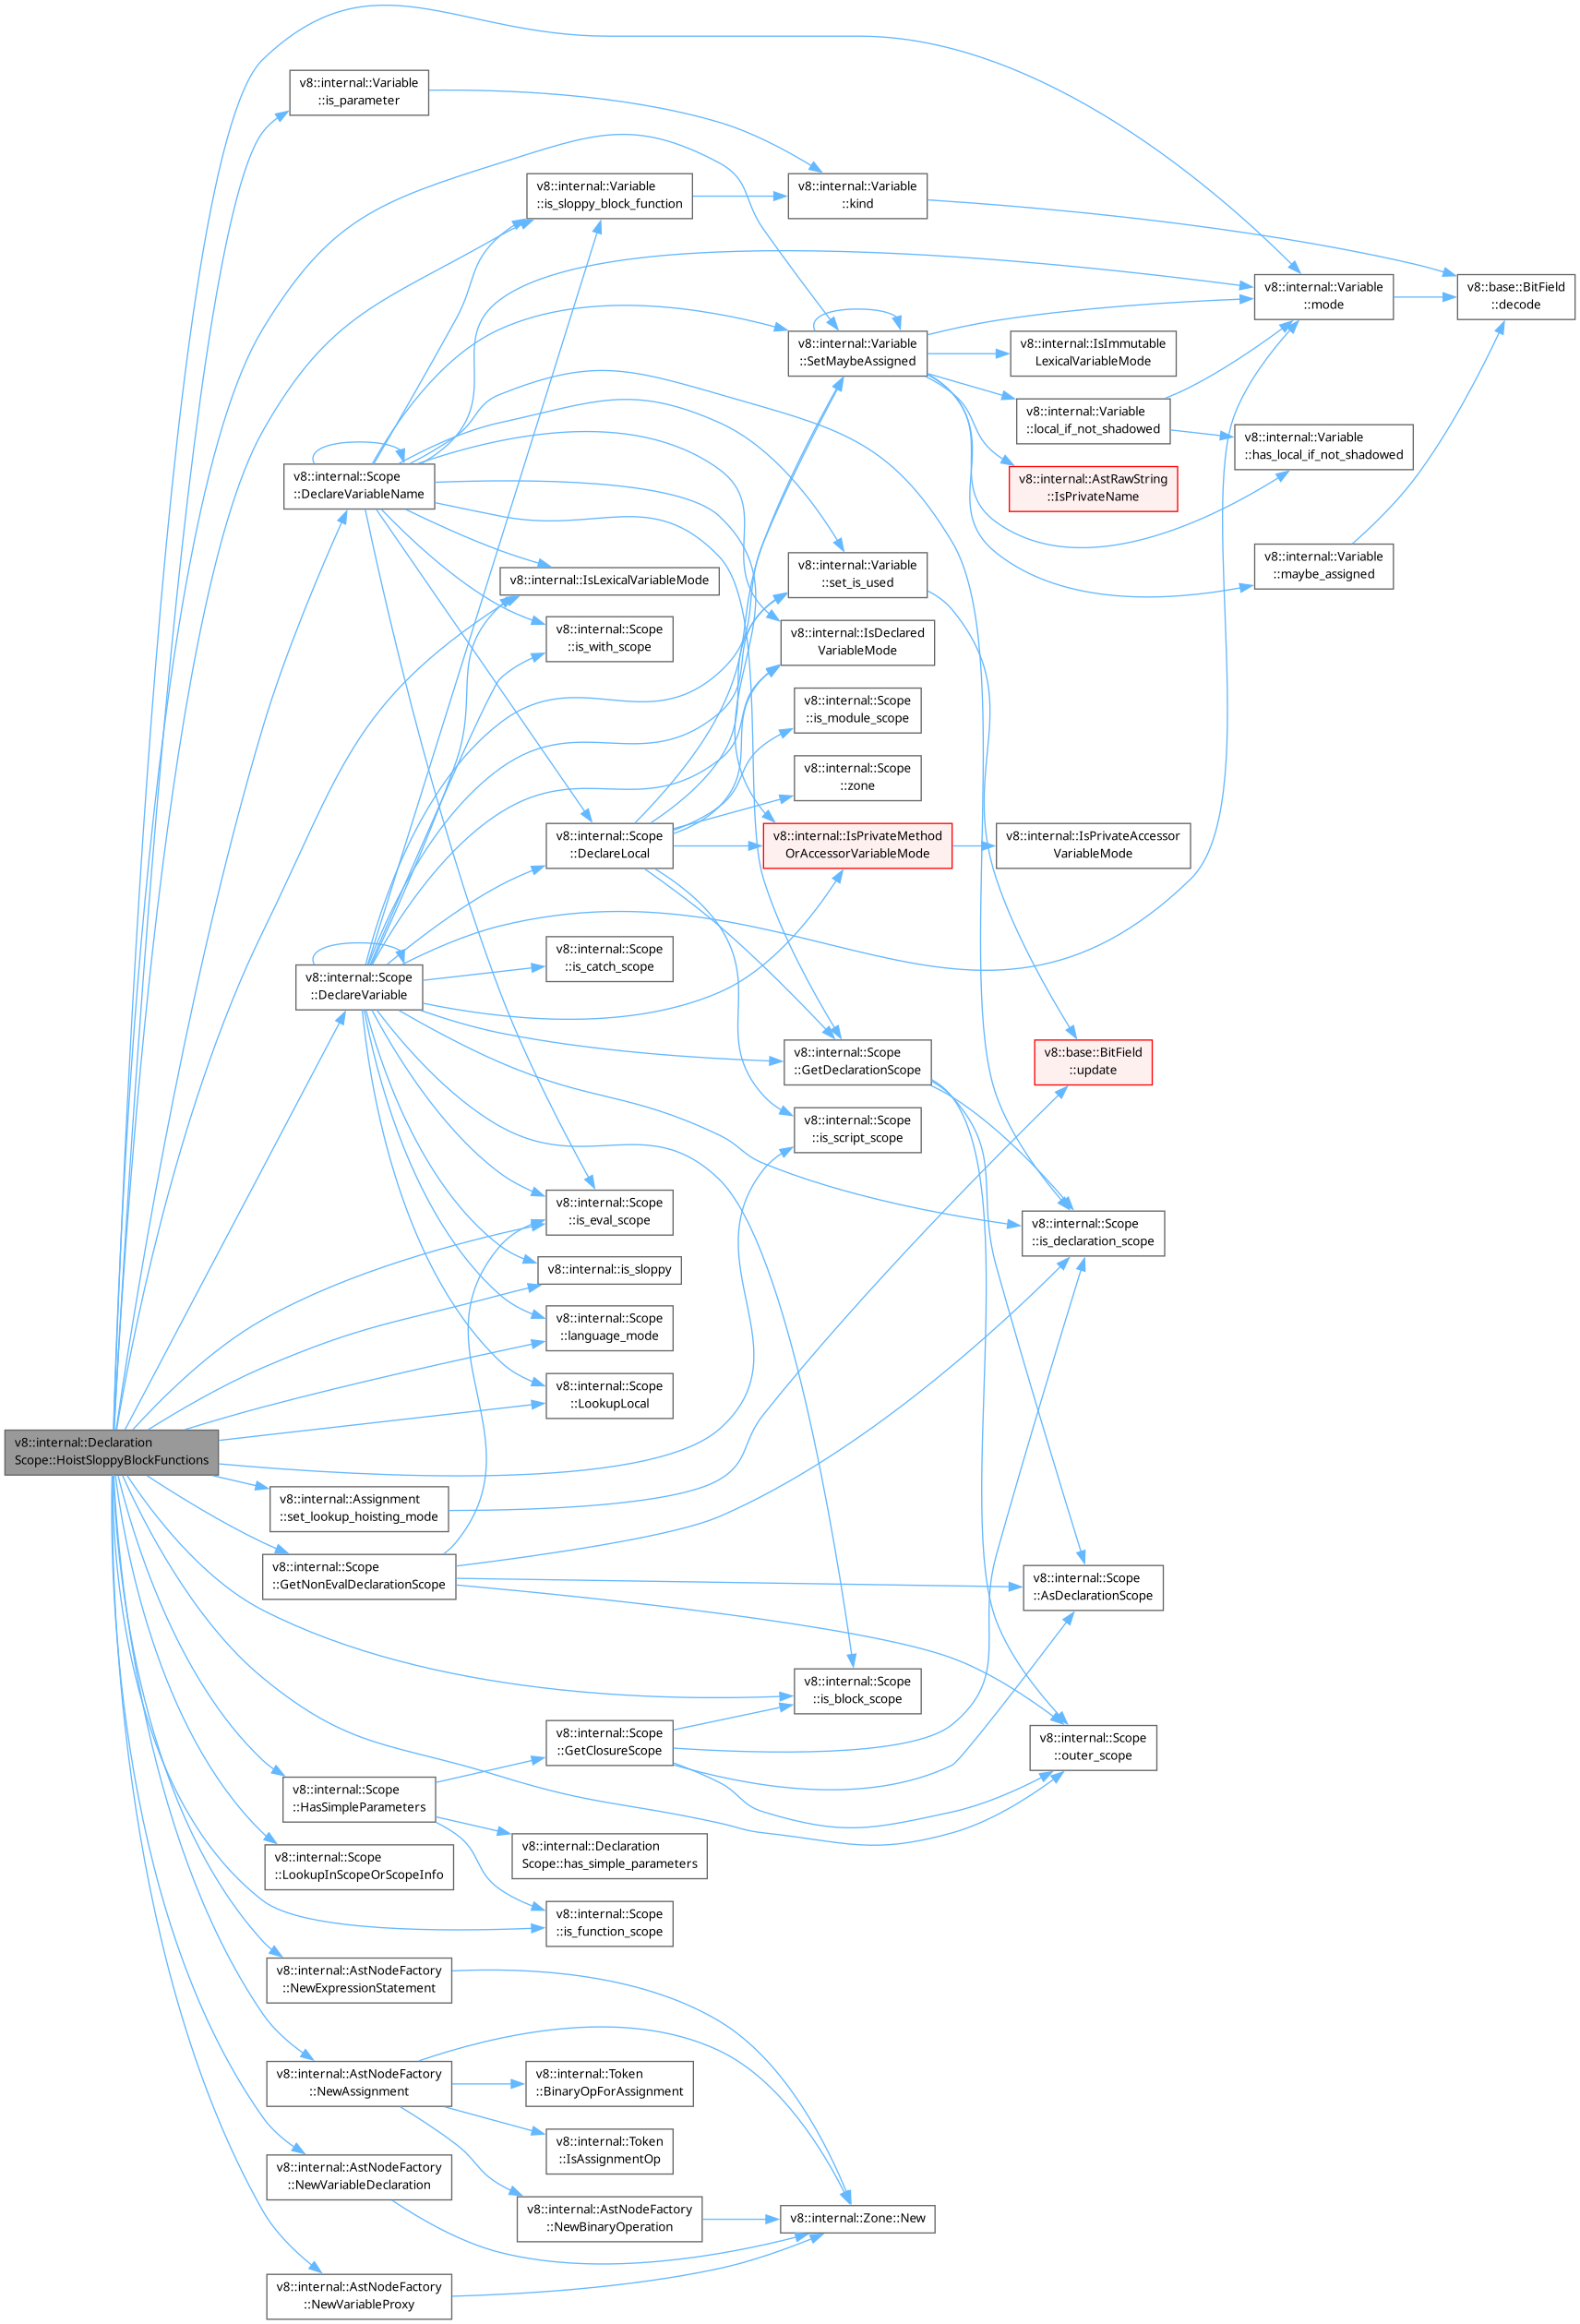 v8::internal::Variable
::is_parameter
v8::internal::Variable
::is_sloppy_block_function
v8::internal::Variable
::kind
v8::internal::Variable
::mode
v8::base::BitField
::decode
v8::internal::Variable
::SetMaybeAssigned
v8::internal::IsImmutable
LexicalVariableMode
v8::internal::Variable
::local_if_not_shadowed
v8::internal::Variable
::has_local_if_not_shadowed
v8::internal::Scope
::DeclareVariableName
v8::internal::AstRawString
::IsPrivateName
v8::internal::Variable
::maybe_assigned
v8::internal::IsLexicalVariableMode
v8::internal::Variable
::set_is_used
v8::internal::Scope
::is_with_scope
v8::internal::IsDeclared
VariableMode
v8::internal::Scope
::is_module_scope
v8::internal::Scope
::zone
v8::internal::Scope
::DeclareLocal
v8::internal::IsPrivateMethod
OrAccessorVariableMode
v8::internal::IsPrivateAccessor
VariableMode
v8::internal::Scope
::is_catch_scope
v8::internal::Scope
::DeclareVariable
v8::internal::Scope
::GetDeclarationScope
v8::base::BitField
::update
v8::internal::Scope
::is_script_scope
v8::internal::Scope
::is_eval_scope
v8::internal::Scope
::is_declaration_scope
v8::internal::is_sloppy
v8::internal::Scope
::language_mode
v8::internal::Scope
::LookupLocal
v8::internal::Declaration
Scope::HoistSloppyBlockFunctions
v8::internal::Assignment
::set_lookup_hoisting_mode
v8::internal::Scope
::GetNonEvalDeclarationScope
v8::internal::Scope
::AsDeclarationScope
v8::internal::Scope
::is_block_scope
v8::internal::Scope
::GetClosureScope
v8::internal::Scope
::outer_scope
v8::internal::Scope
::HasSimpleParameters
v8::internal::Declaration
Scope::has_simple_parameters
v8::internal::Scope
::LookupInScopeOrScopeInfo
v8::internal::Scope
::is_function_scope
v8::internal::AstNodeFactory
::NewExpressionStatement
v8::internal::AstNodeFactory
::NewAssignment
v8::internal::Token
::BinaryOpForAssignment
v8::internal::Token
::IsAssignmentOp
v8::internal::AstNodeFactory
::NewVariableDeclaration
v8::internal::AstNodeFactory
::NewBinaryOperation
v8::internal::Zone::New
v8::internal::AstNodeFactory
::NewVariableProxy